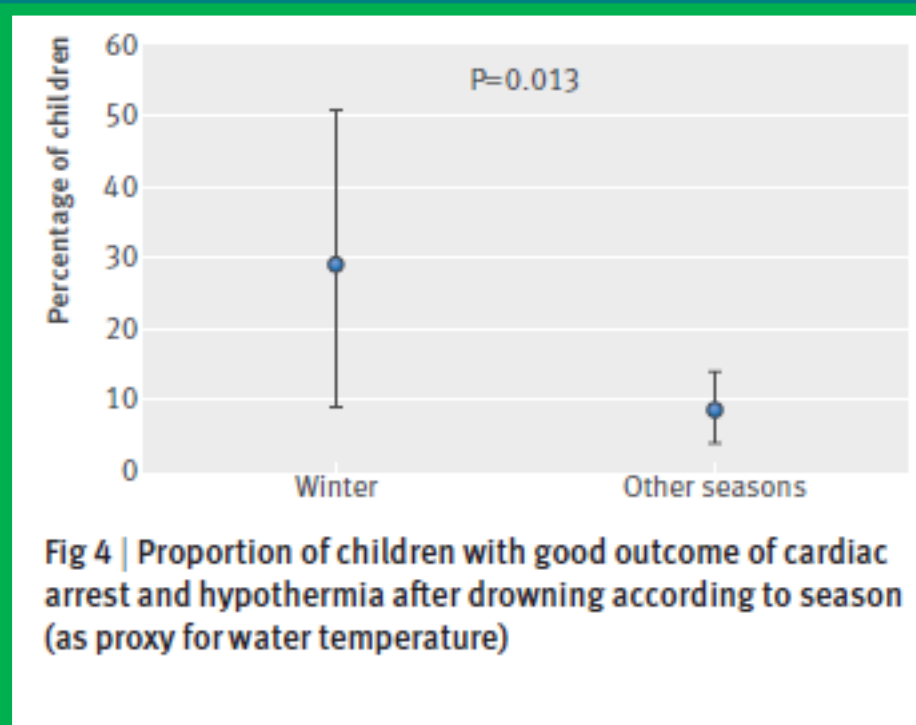 Percentage of children
60
50
40
30
20
10
0
P=0.013
Winter Other seasons
Fig 4 | Proportion of children with good outcome of cardiac
arrest and hypothermia after drowning according to season
(as proxy for water temperature)